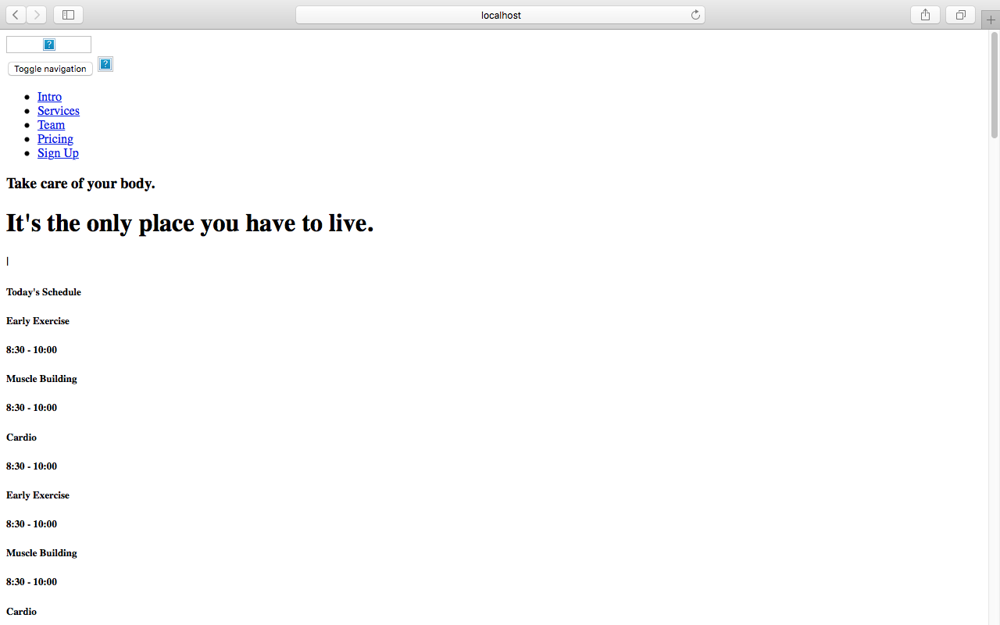 localhost
Toggle navigation
Intro
Services
Team
Pricing
Sign Up
Take care of your body.
It's the only place you have to live.
|
Today's Schedule
Early Exercise
8:30 - 10:00
Muscle Building
8:30 - 10:00
Cardio
8:30 - 10:00
Early Exercise
8:30 - 10:00
Muscle Building
8:30 - 10:00
Cardio